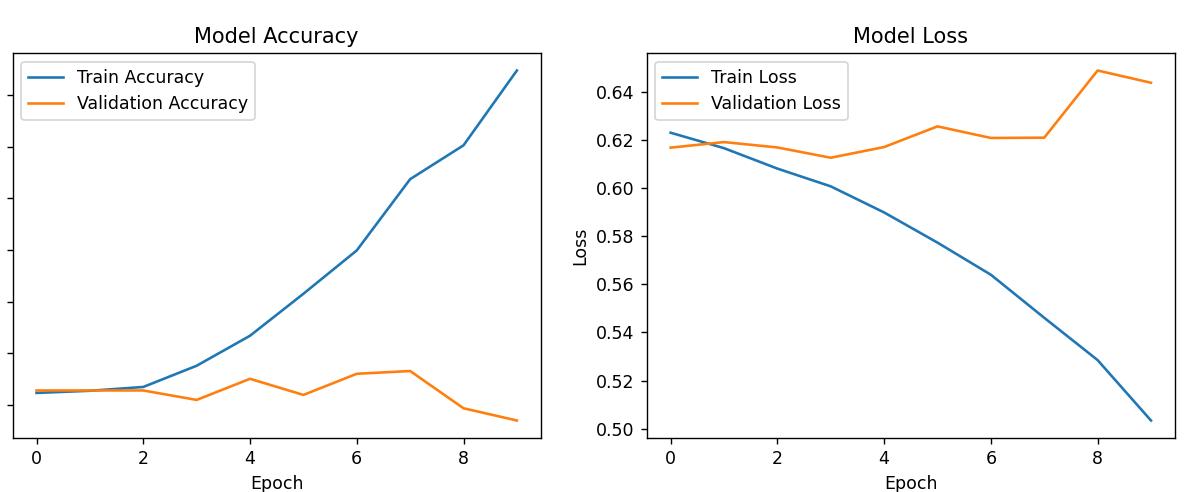 Model Accuracy
Train Accuracy
Validation Accuracy
0 2 4 6 8
Epoch
Model Loss
Train Loss
Validation Loss
0.64
0.62
0.60
0.58
0.56
0.54
0.52
0.50
Loss
0 2 4 6 8
Epoch